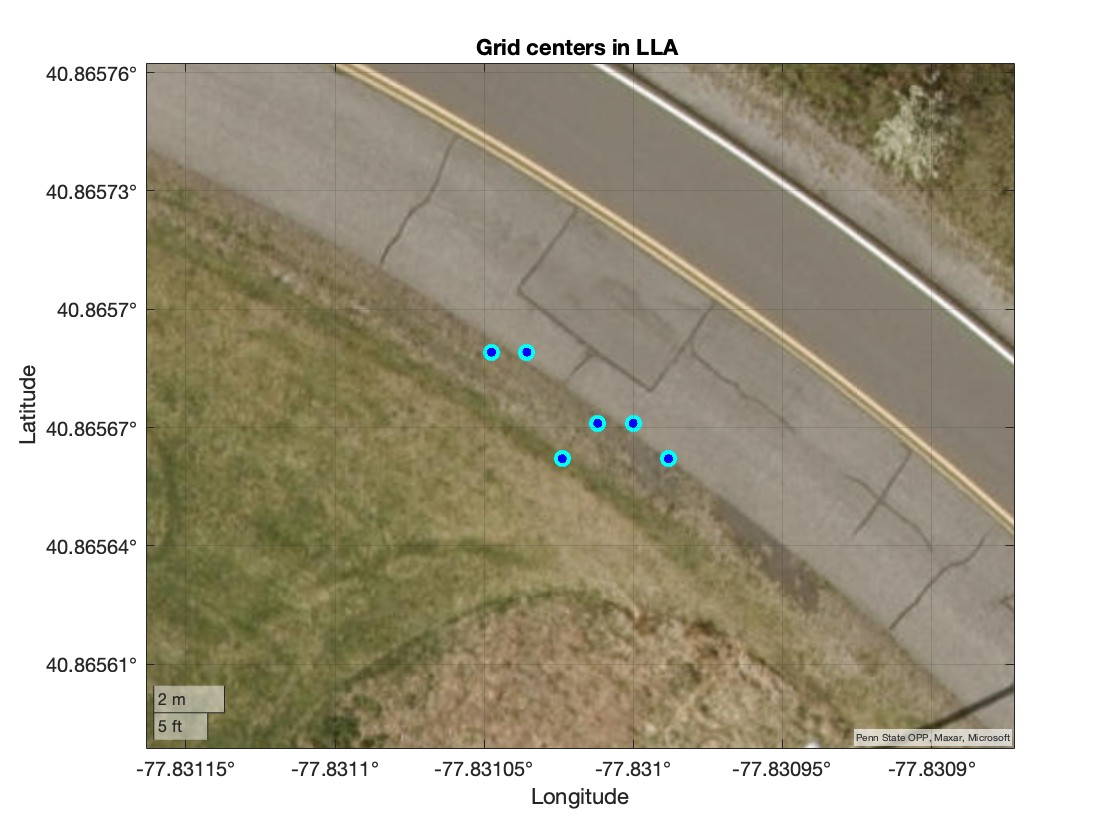 Grid centers in LLA
40.86576°
40.86573°
40.8657°
40.86567°
40.86564°
40.86561°
Latitude
2 m
5 ft
Penn State OPP, Maxar, Microsoft
-77.83115°
-77.8311°
-77.83105°
-77.831°
-77.83095°
-77.8309°
Longitude